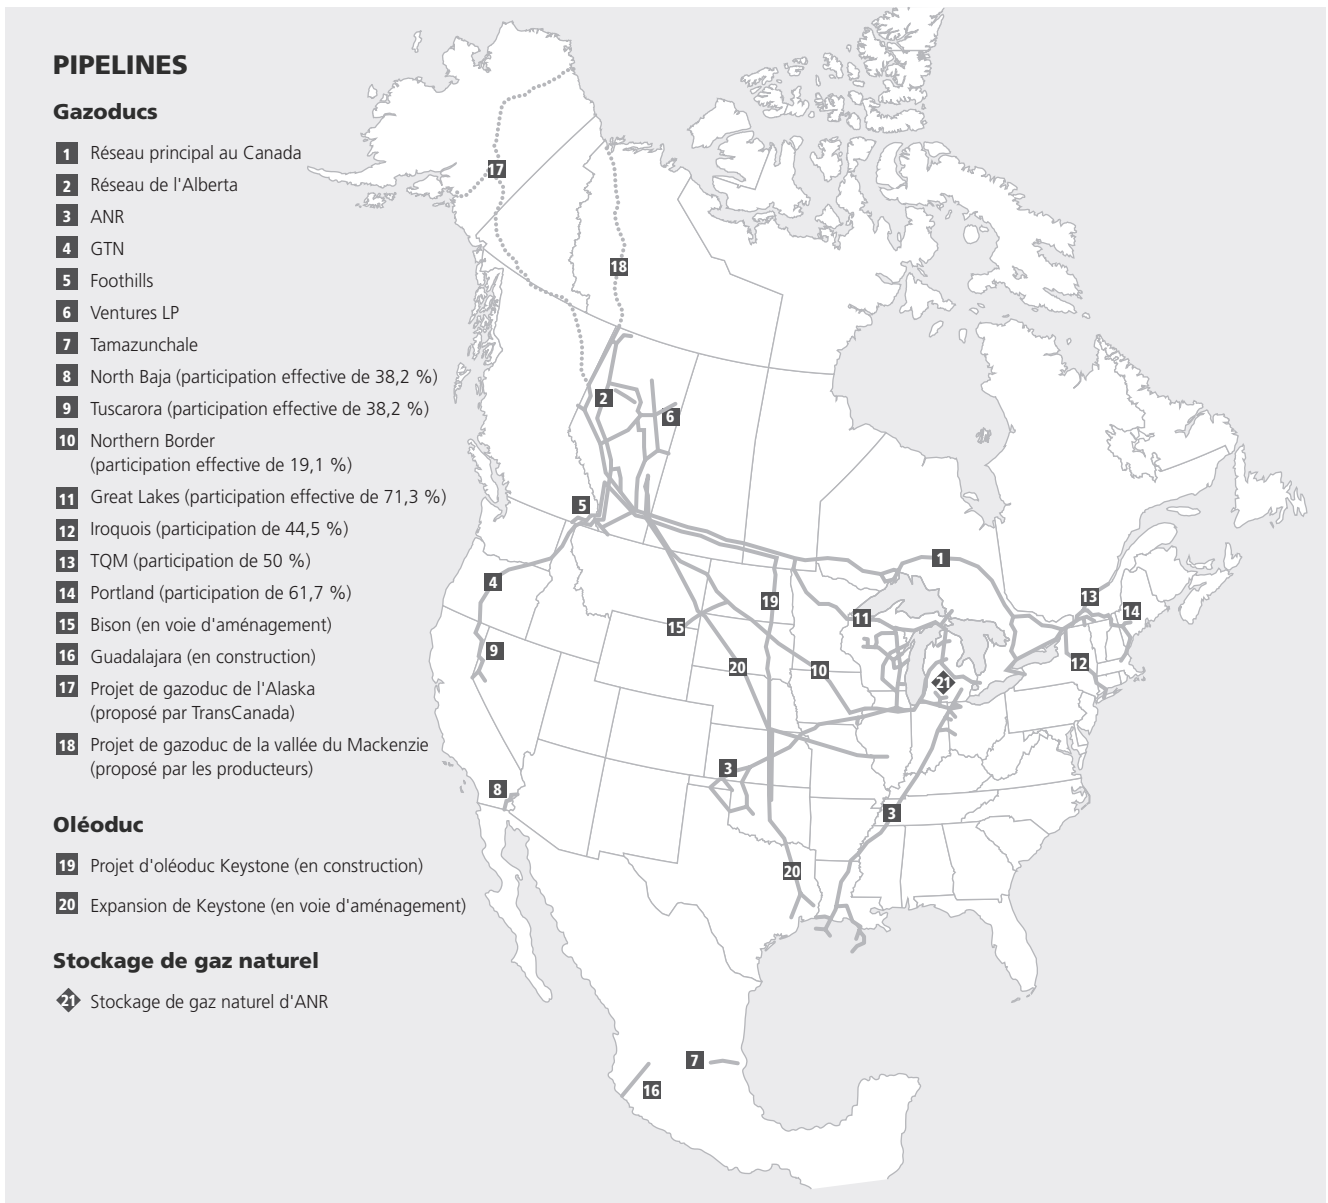 PIPELINES
Gazoducs
1 Réseau principal au Canada
2 Réseau de l'Alberta
3 ANR
4 GTN
5 Foothills
6 Ventures LP
7 Tamazunchale
8 North Baja (participation effective de 38,2 %)
9 Tuscarora (participation effective de 38,2 %)
10 Northern Border
(participation effective de 19,1 %)
11 Great Lakes (participation effective de 71,3 %)
12 Iroquois (participation de 44,5 %)
13 TQM (participation de 50 %)
14 Portland (participation de 61,7 %)
15 Bison (en voie d'aménagement)
16 Guadalajara (en construction)
17 Projet de gazoduc de l'Alaska
(proposé par TransCanada)
18 Projet de gazoduc de la vallée du Mackenzie
(proposé par les producteurs)
Oléoduc
19 Projet d'oléoduc Keystone (en construction)
20 Expansion de Keystone (en voie d'aménagement)
Stockage de gaz naturel
21 Stockage de gaz naturel d'ANR
17
18
2
6
5
1
4
19
13
14
11
15
9
20
10
12
21
3
8
3
20
7
16